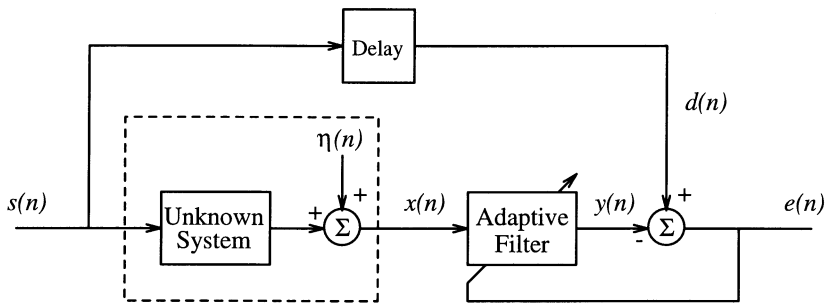 Delay
d(n)
η(n)
s(n)
Unknown
System
+
+
Σ
x(n)
Adaptive
Filter
y(n)
+
-
Σ
e(n)